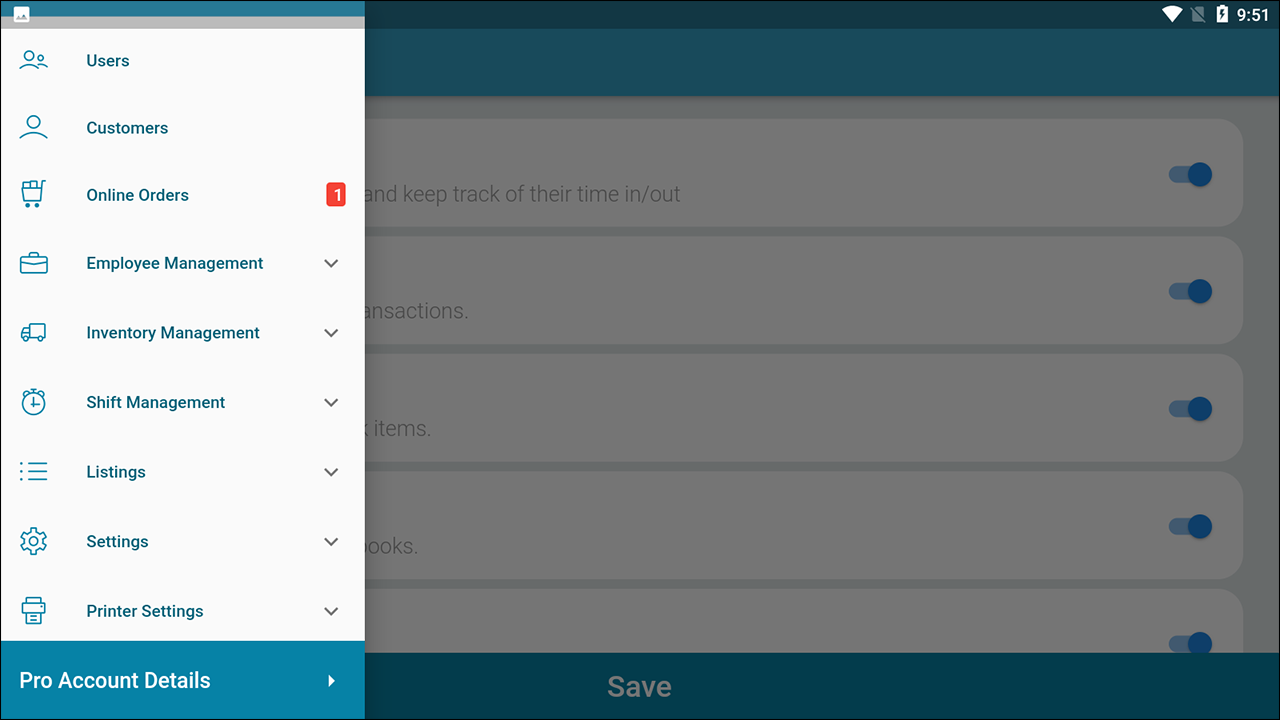 9:51
Users
Customers
Online Orders 1
and keep track of their time in/out
Employee Management
ansactions.
Inventory Management
Shift Management
items.
Listings
Settings
ooks.
Printer Settings
Pro Account Details
Save